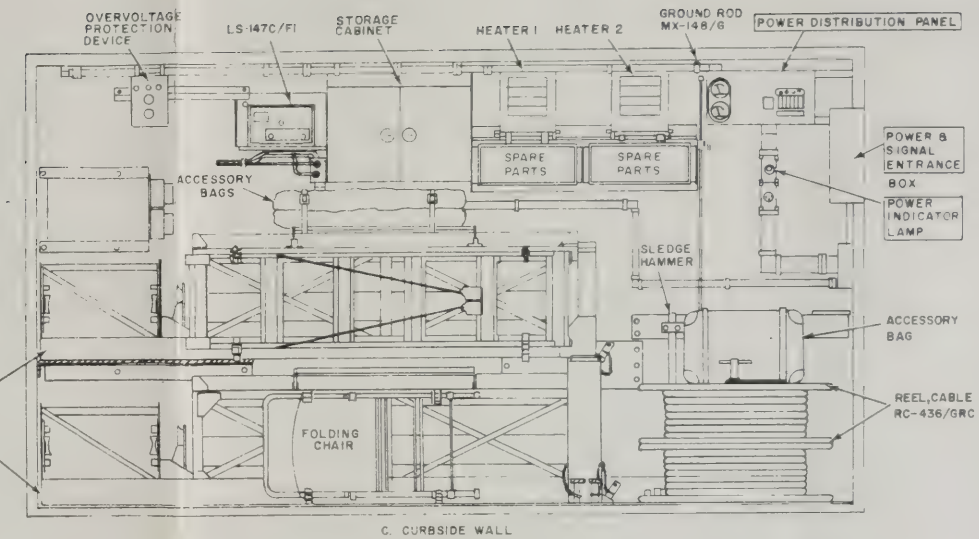 OVERVOLTAGE
PROTECTION
DEVICE
LS-147C/FI
STORAGE
CABINET
HEATER 1
HEATER 2
GROUND ROD
MX-148/G
POWER DISTRIBUTION PANEL
SPARE
PARTS
SPARE
PARTS
POWER &
SIGNAL
ENTRANCE
BOX
POWER
INDICATOR
LAMP
ACCESSORY
BAGS
SLEDGE
HAMMER
ACCESSORY
BAG
REEL, CABLE
RC-436/GRC
FOLDING
CHAIR
C. CURBSIDE WALL